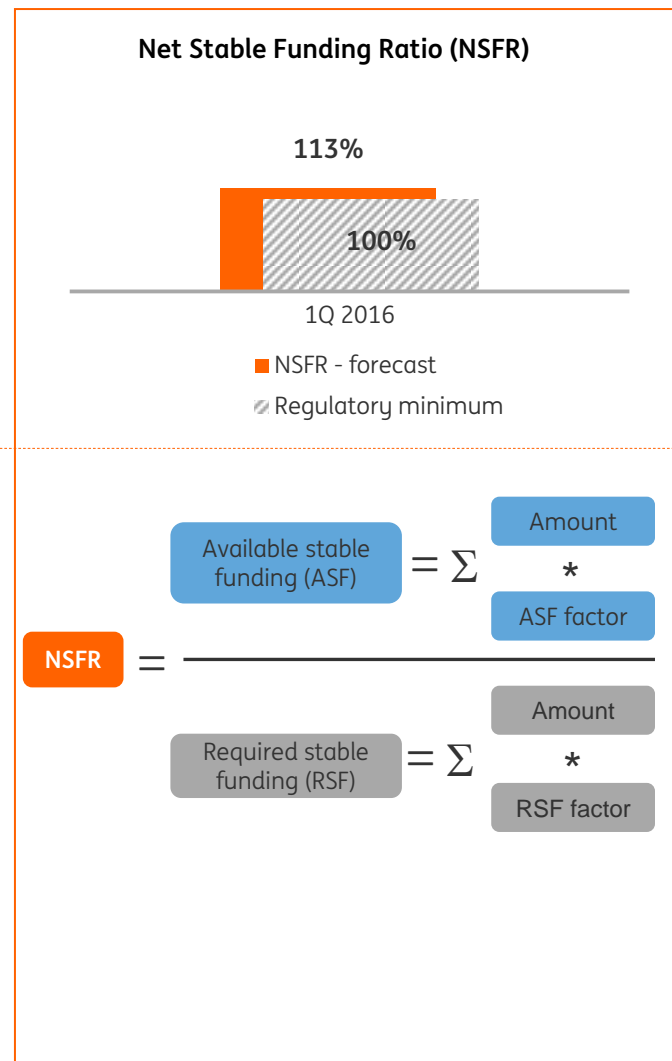 Net Stable Funding Ratio (NSFR)
113%
100%
1Q 2016
NSFR - forecast
Regulatory minimum
Available stable
funding (ASF)
= Σ
Amount
*
ASF factor
NSFR
=
Required stable
funding (RSF)
= Σ
Amount
*
RSF factor